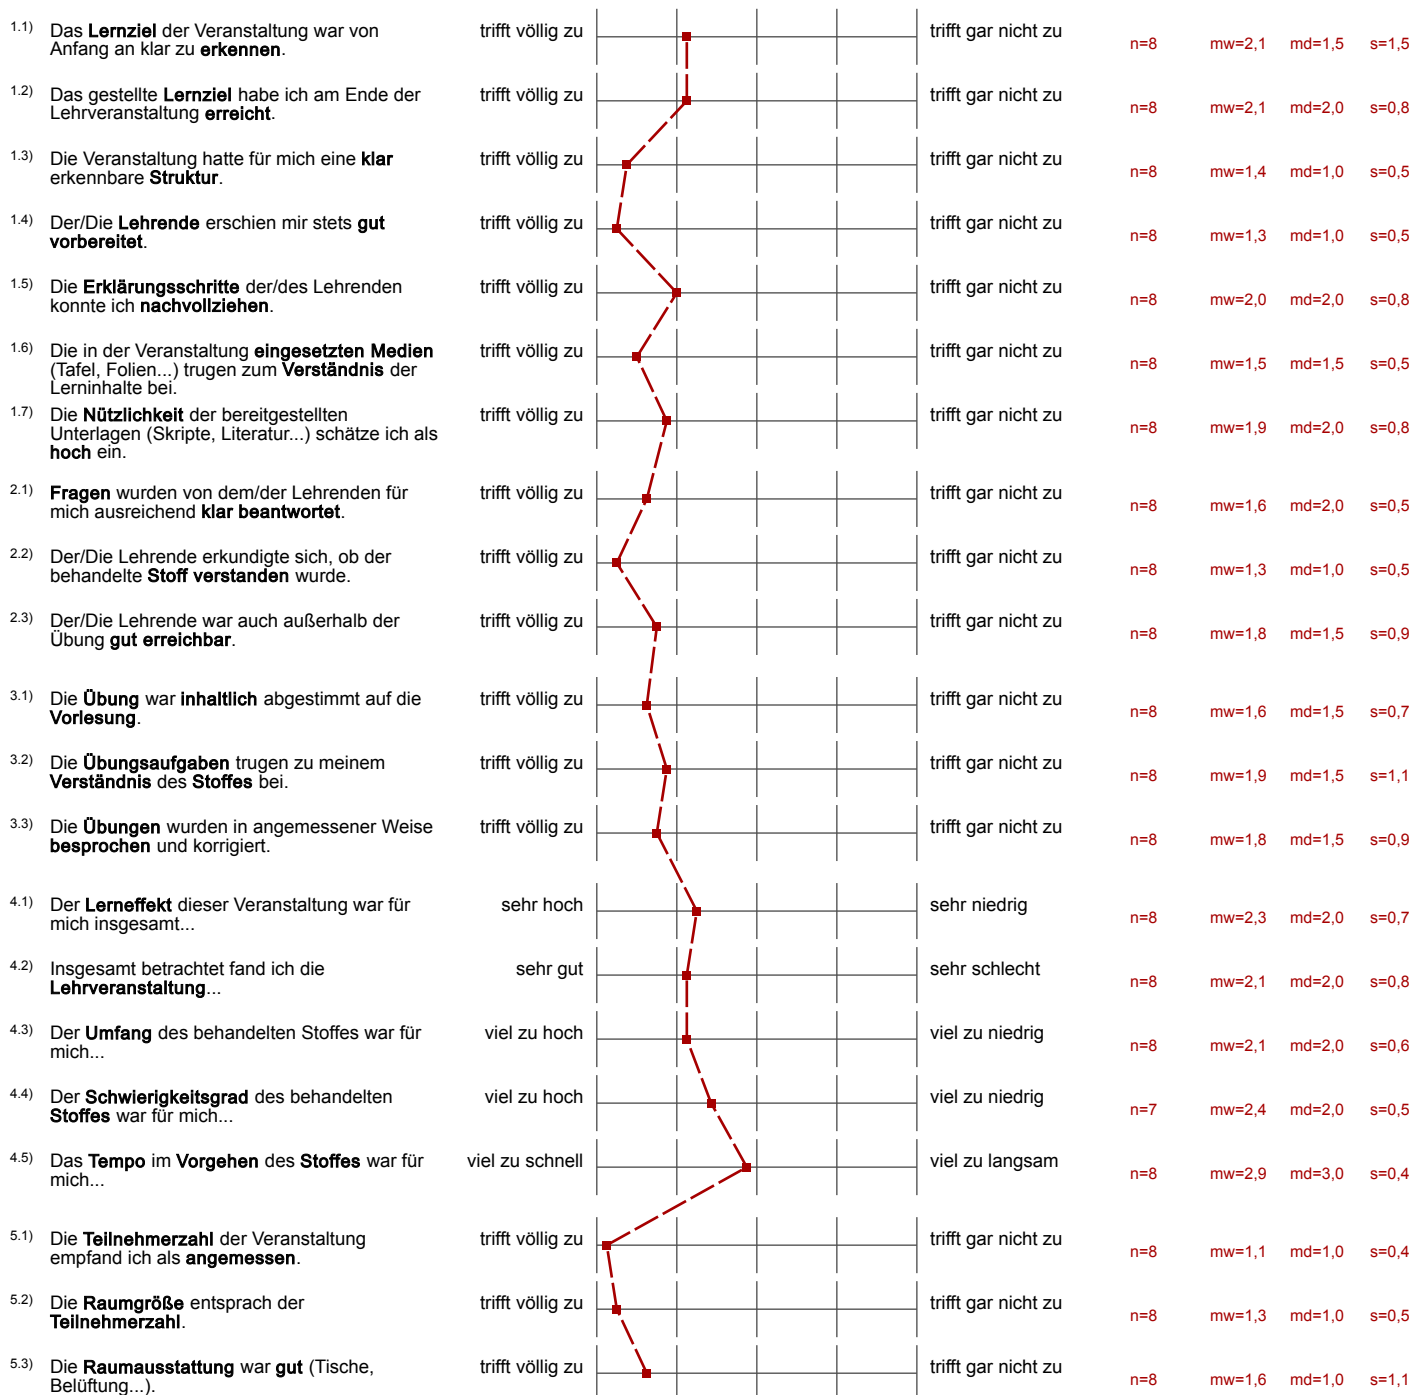 1.1) Das Lernziel der Veranstaltung war von
Anfang an klar zu erkennen.
trifft völlig zu
trifft gar nicht zu
n=8 mw=2,1 md=1,5 s=1,5
1.2) Das gestellte Lernziel habe ich am Ende der
Lehrveranstaltung erreicht.
trifft völlig zu
trifft gar nicht zu
n=8 mw=2,1 md=2,0 s=0,8
1.3) Die Veranstaltung hatte für mich eine klar
erkennbare Struktur.
trifft völlig zu
trifft gar nicht zu
n=8 mw=1,4 md=1,0 s=0,5
1.4) Der/Die Lehrende erschien mir stets gut
vorbereitet.
trifft völlig zu
trifft gar nicht zu
n=8 mw=1,3 md=1,0 s=0,5
1.5) Die Erklärungsschritte der/des Lehrenden
konnte ich nachvollziehen.
trifft völlig zu
trifft gar nicht zu
n=8 mw=2,0 md=2,0 s=0,8
1.6) Die in der Veranstaltung eingesetzten Medien
(Tafel, Folien...) trugen zum Verständnis der
Lerninhalte bei.
trifft völlig zu
trifft gar nicht zu
n=8 mw=1,5 md=1,5 s=0,5
1.7) Die Nützlichkeit der bereitgestellten
Unterlagen (Skripte, Literatur...) schätze ich als
hoch ein.
trifft völlig zu
trifft gar nicht zu
n=8 mw=1,9 md=2,0 s=0,8
2.1) Fragen wurden von dem/der Lehrenden für
mich ausreichend klar beantwortet.
trifft völlig zu
trifft gar nicht zu
n=8 mw=1,6 md=2,0 s=0,5
2.2) Der/Die Lehrende erkundigte sich, ob der
behandelte Stoff verstanden wurde.
trifft völlig zu
trifft gar nicht zu
n=8 mw=1,3 md=1,0 s=0,5
2.3) Der/Die Lehrende war auch außerhalb der
Übung gut erreichbar.
trifft völlig zu
trifft gar nicht zu
n=8 mw=1,8 md=1,5 s=0,9
3.1) Die Übung war inhaltlich abgestimmt auf die
Vorlesung.
trifft völlig zu
trifft gar nicht zu
n=8 mw=1,6 md=1,5 s=0,7
3.2) Die Übungsaufgaben trugen zu meinem
Verständnis des Stoffes bei.
trifft völlig zu
trifft gar nicht zu
n=8 mw=1,9 md=1,5 s=1,1
3.3) Die Übungen wurden in angemessener Weise
besprochen und korrigiert.
trifft völlig zu
trifft gar nicht zu
n=8 mw=1,8 md=1,5 s=0,9
4.1) Der Lerneffekt dieser Veranstaltung war für
mich insgesamt...
sehr hoch
sehr niedrig
n=8 mw=2,3 md=2,0 s=0,7
4.2) Insgesamt betrachtet fand ich die
Lehrveranstaltung...
sehr gut
sehr schlecht
n=8 mw=2,1 md=2,0 s=0,8
4.3) Der Umfang des behandelten Stoffes war für
mich...
viel zu hoch
viel zu niedrig
n=8 mw=2,1 md=2,0 s=0,6
4.4) Der Schwierigkeitsgrad des behandelten
Stoffes war für mich...
viel zu hoch
viel zu niedrig
n=7 mw=2,4 md=2,0 s=0,5
4.5) Das Tempo im Vorgehen des Stoffes war für
mich...
viel zu schnell
viel zu langsam
n=8 mw=2,9 md=3,0 s=0,4
5.1) Die Teilnehmerzahl der Veranstaltung
empfand ich als angemessen.
trifft völlig zu
trifft gar nicht zu
n=8 mw=1,1 md=1,0 s=0,4
5.2) Die Raumgröße entsprach der
Teilnehmerzahl.
trifft völlig zu
trifft gar nicht zu
n=8 mw=1,3 md=1,0 s=0,5
5.3) Die Raumausstattung war gut (Tische,
Belüftung...).
trifft völlig zu
trifft gar nicht zu
n=8 mw=1,6 md=1,0 s=1,1